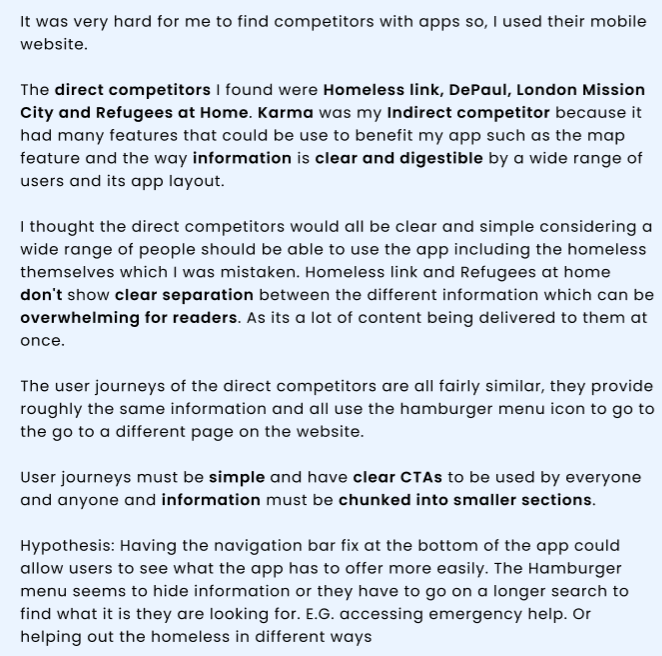 It was very hard for me to find competitors with apps so, I used their mobile
website.
The direct competitors I found were Homeless link, DePaul, London Mission
City and Refugees at Home. Karma was my Indirect competitor because it
had many features that could be use to benefit my app such as the map
feature and the way information is clear and digestible by a wide range of
users and its app layout.
I thought the direct competitors would all be clear and simple considering a
wide range of people should be able to use the app including the homeless
themselves which I was mistaken. Homeless link and Refugees at home
don't show clear separation between the different information which can be
overwhelming for readers. As its a lot of content being delivered to them at
once.
The user journeys of the direct competitors are all fairly similar, they provide
roughly the same information and all use the hamburger menu icon to go to
the go to a different page on the website.
User journeys must be simple and have clear CTAs to be used by everyone
and anyone and information must be chunked into smaller sections.
Hypothesis: Having the navigation bar fix at the bottom of the app could
allow users to see what the app has to offer more easily. The Hamburger
menu seems to hide information or they have to go on a longer search to
find what it is they are looking for. E.G. accessing emergency help. Or
helping out the homeless in different ways